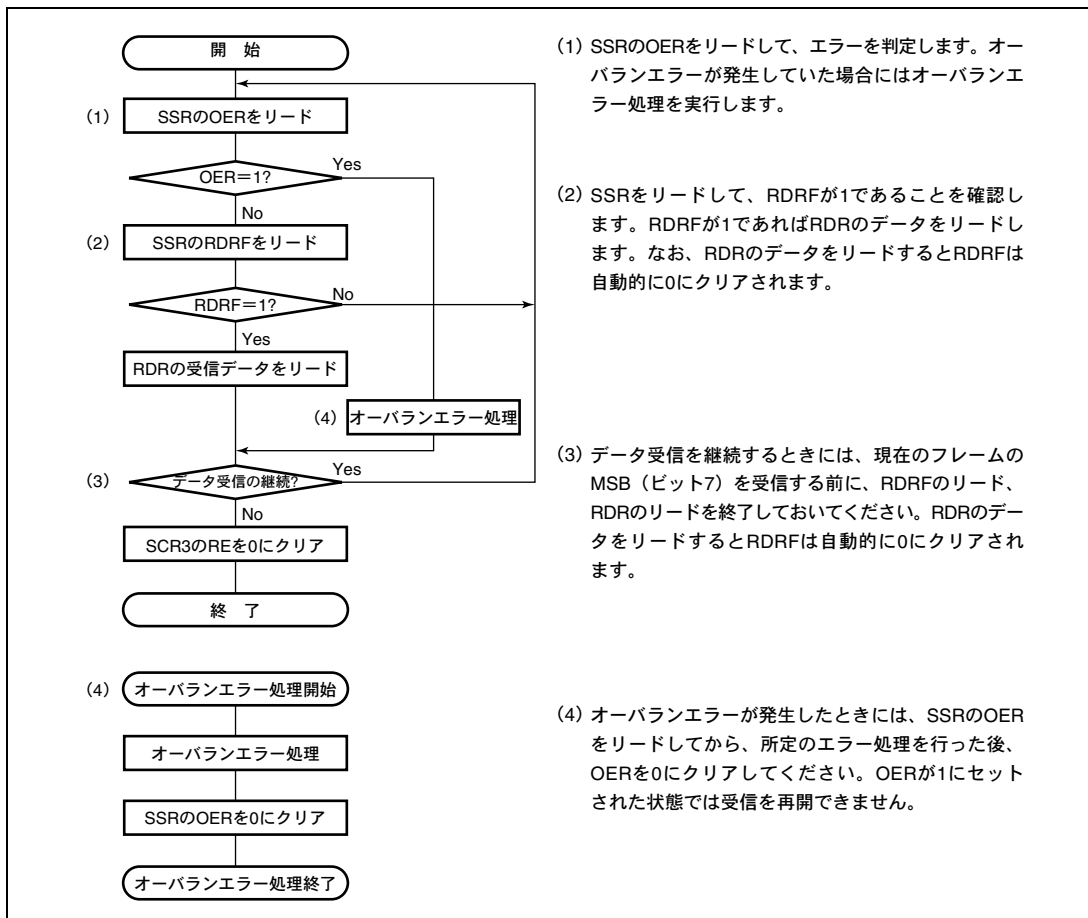 開 始
(1) SSRのOERをリード
OER=1?
Yes
No
(2) SSRのRDRFをリード
RDRF=1?
No
Yes
RDRの受信データをリード
(4) オーバランエラー処理
(3) データ受信の継続?
Yes
No
SCR3のREを0にクリア
終 了
(4) オーバランエラー処理開始
オーバランエラー処理
SSRのOERを0にクリア
オーバランエラー処理終了
(1) SSRのOERをリードして、エラーを判定します。オー
バランエラーが発生していた場合にはオーバランエ
ラー処理を実行します。
(2) SSRをリードして、RDRFが1であることを確認し
ます。RDRFが1であればRDRのデータをリードし
ます。なお、RDRのデータをリードするとRDRFは
自動的に0にクリアされます。
(3) データ受信を継続するときには、現在のフレームの
MSB（ビット7）を受信する前に、RDRFのリード、
RDRのリードを終了しておいてください。RDRのデー
タをリードするとRDRFは自動的に0にクリアされ
ます。
(4) オーバランエラーが発生したときには、SSRのOER
をリードしてから、所定のエラー処理を行った後、
OERを0にクリアしてください。OERが1にセット
された状態では受信を再開できません。